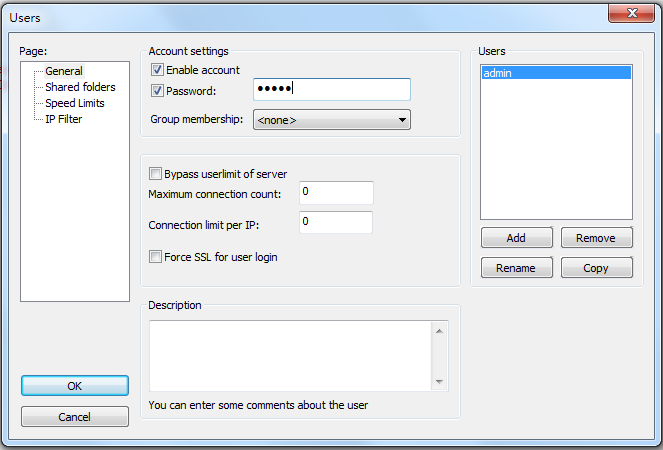 Users
Page:
General
Shared folders
Speed Limits
IP Filter
OK
Cancel
Account settings
Enable account
Password: •••••
Group membership: <none>
Bypass userlimit of server
Maximum connection count: 0
Connection limit per IP: 0
Force SSL for user login
Description
You can enter some comments about the user
Users
admin
Add Remove
Rename Copy